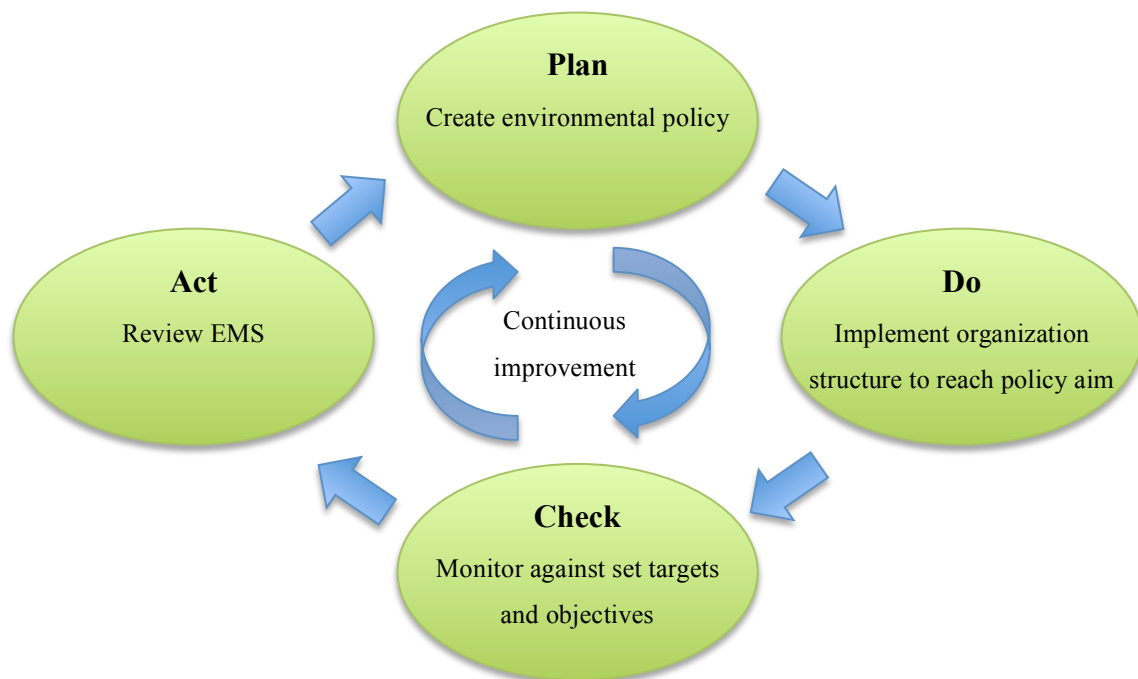 Plan
Create environmental policy
Act
Review EMS
Do
Implement organization
structure to reach policy aim
Continuous
improvement
Check
Monitor against set targets
and objectives